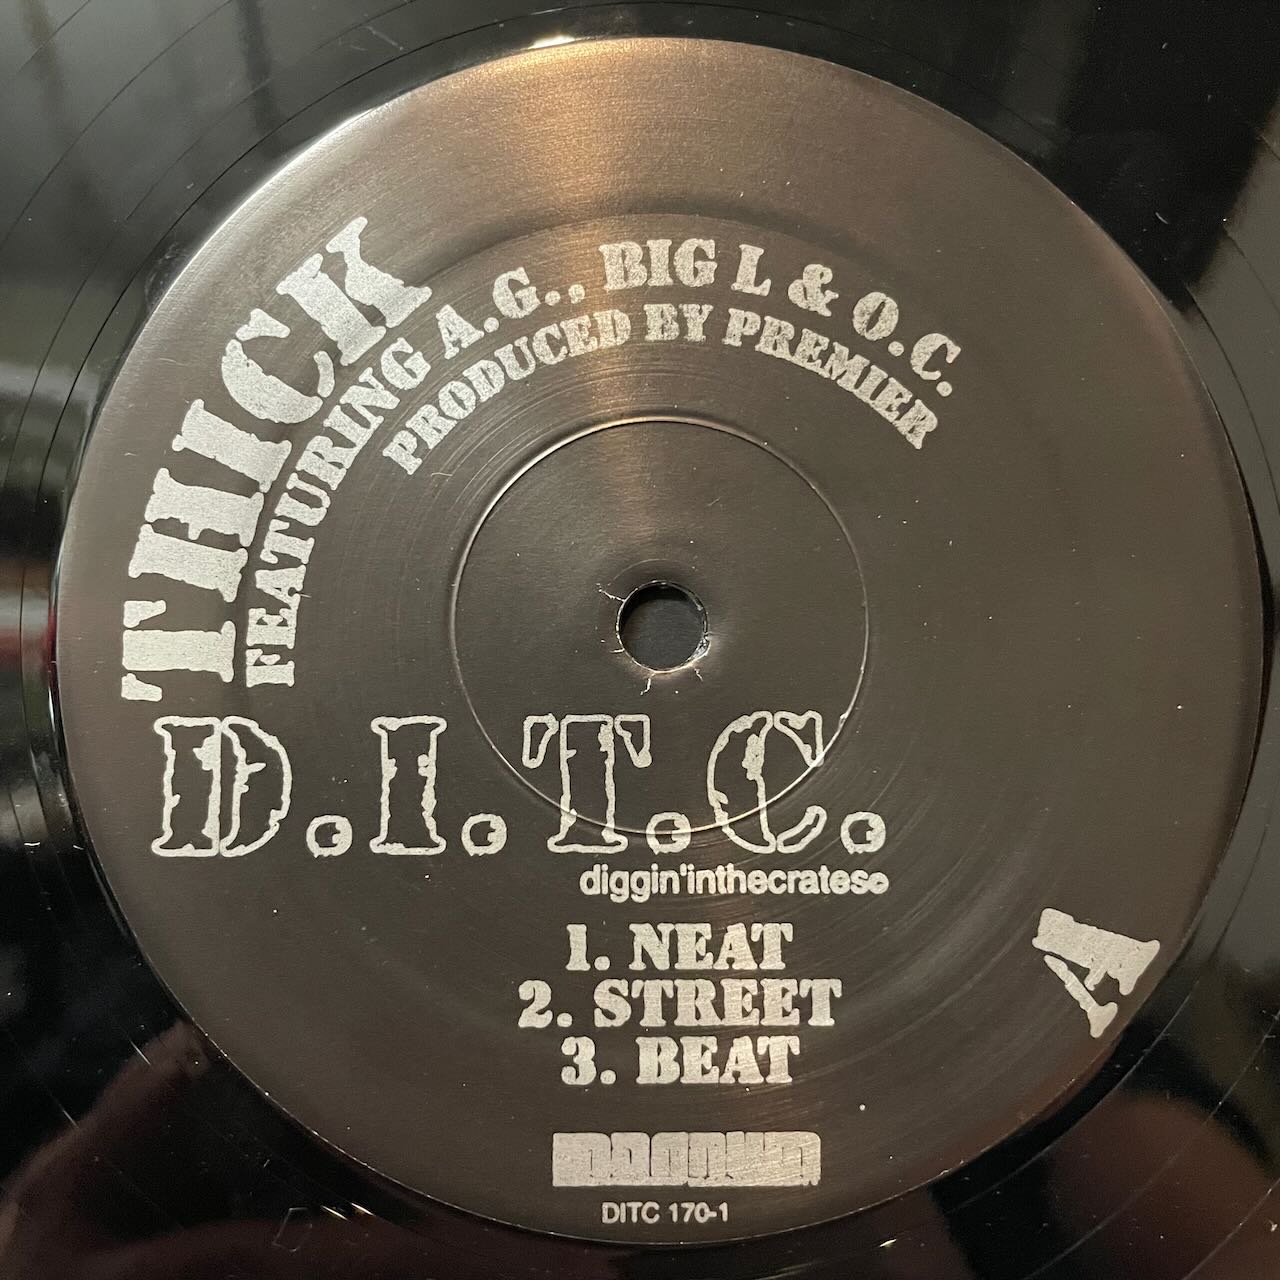 THICK
FEATURING A.G., BIG L & O.C.
PRODUCED BY PREMIER
D.I.T.C.
diggin'inthecrates
1. NEAT
2. STREET
3. BEAT
A
DITC 170-1